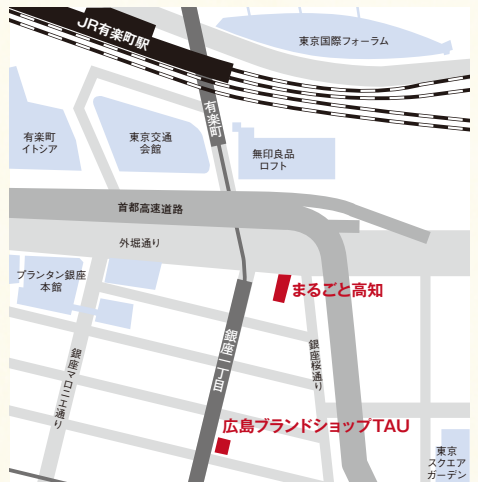 JR有楽町駅
東京国際フォーラム
有楽町
有楽町
イトシア
東京交通
会館
無印良品
ロフト
首都高速道路
外堀通り
プランタン銀座
本館
まるごと高知
銀座一丁目
銀座桜通り
銀座マロニエ通り
広島ブランドショップTAU
東京
スクエア
ガーデン